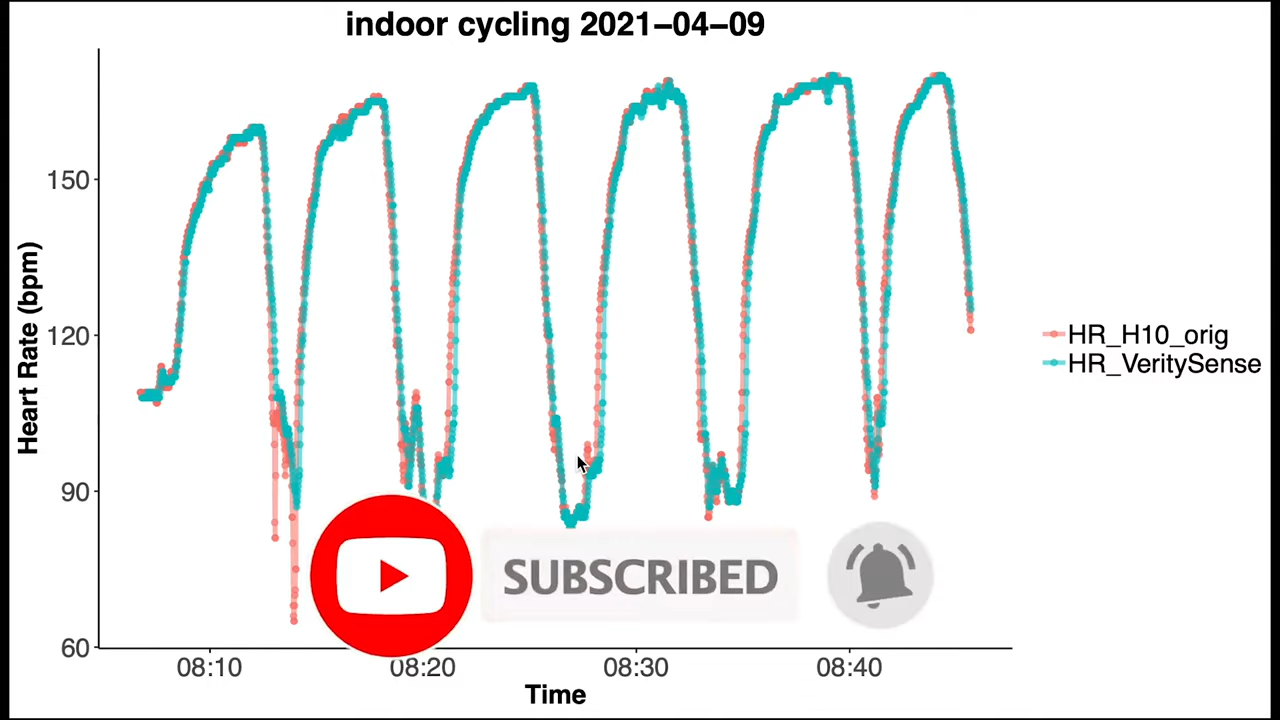 indoor cycling 2021−04−09
Heart Rate (bpm)
150
120
90
60
HR_H10_orig
HR_VeritySense
SUBSCRIBED
08:10
08:20
08:30
08:40
Time